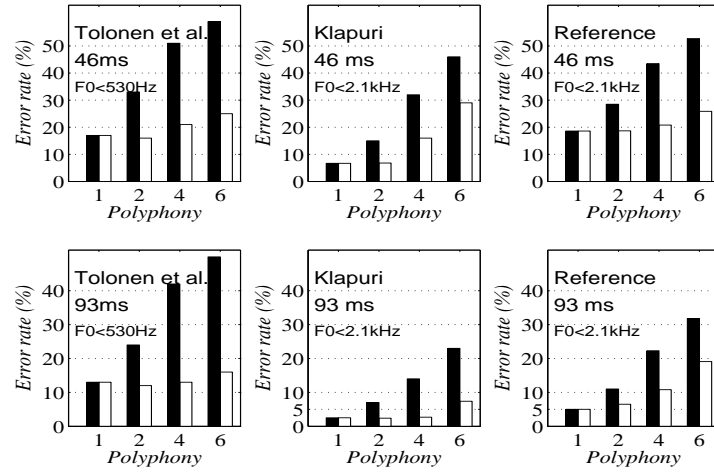 Tolonen et al.
46ms
F0<530Hz
Error rate (%)
50
40
30
20
10
0
1 2 4 6
Polyphony
Klapuri
46 ms
F0<2.1kHz
Error rate (%)
50
40
30
20
10
0
1 2 4 6
Polyphony
Reference
46 ms
F0<2.1kHz
Error rate (%)
50
40
30
20
10
0
1 2 4 6
Polyphony
Tolonen et al.
93ms
F0<530Hz
Error rate (%)
40
30
20
10
0
1 2 4 6
Polyphony
Klapuri
93 ms
F0<2.1kHz
Error rate (%)
40
30
20
10
5
0
1 2 4 6
Polyphony
Reference
93 ms
F0<2.1kHz
Error rate (%)
40
30
20
10
5
0
1 2 4 6
Polyphony